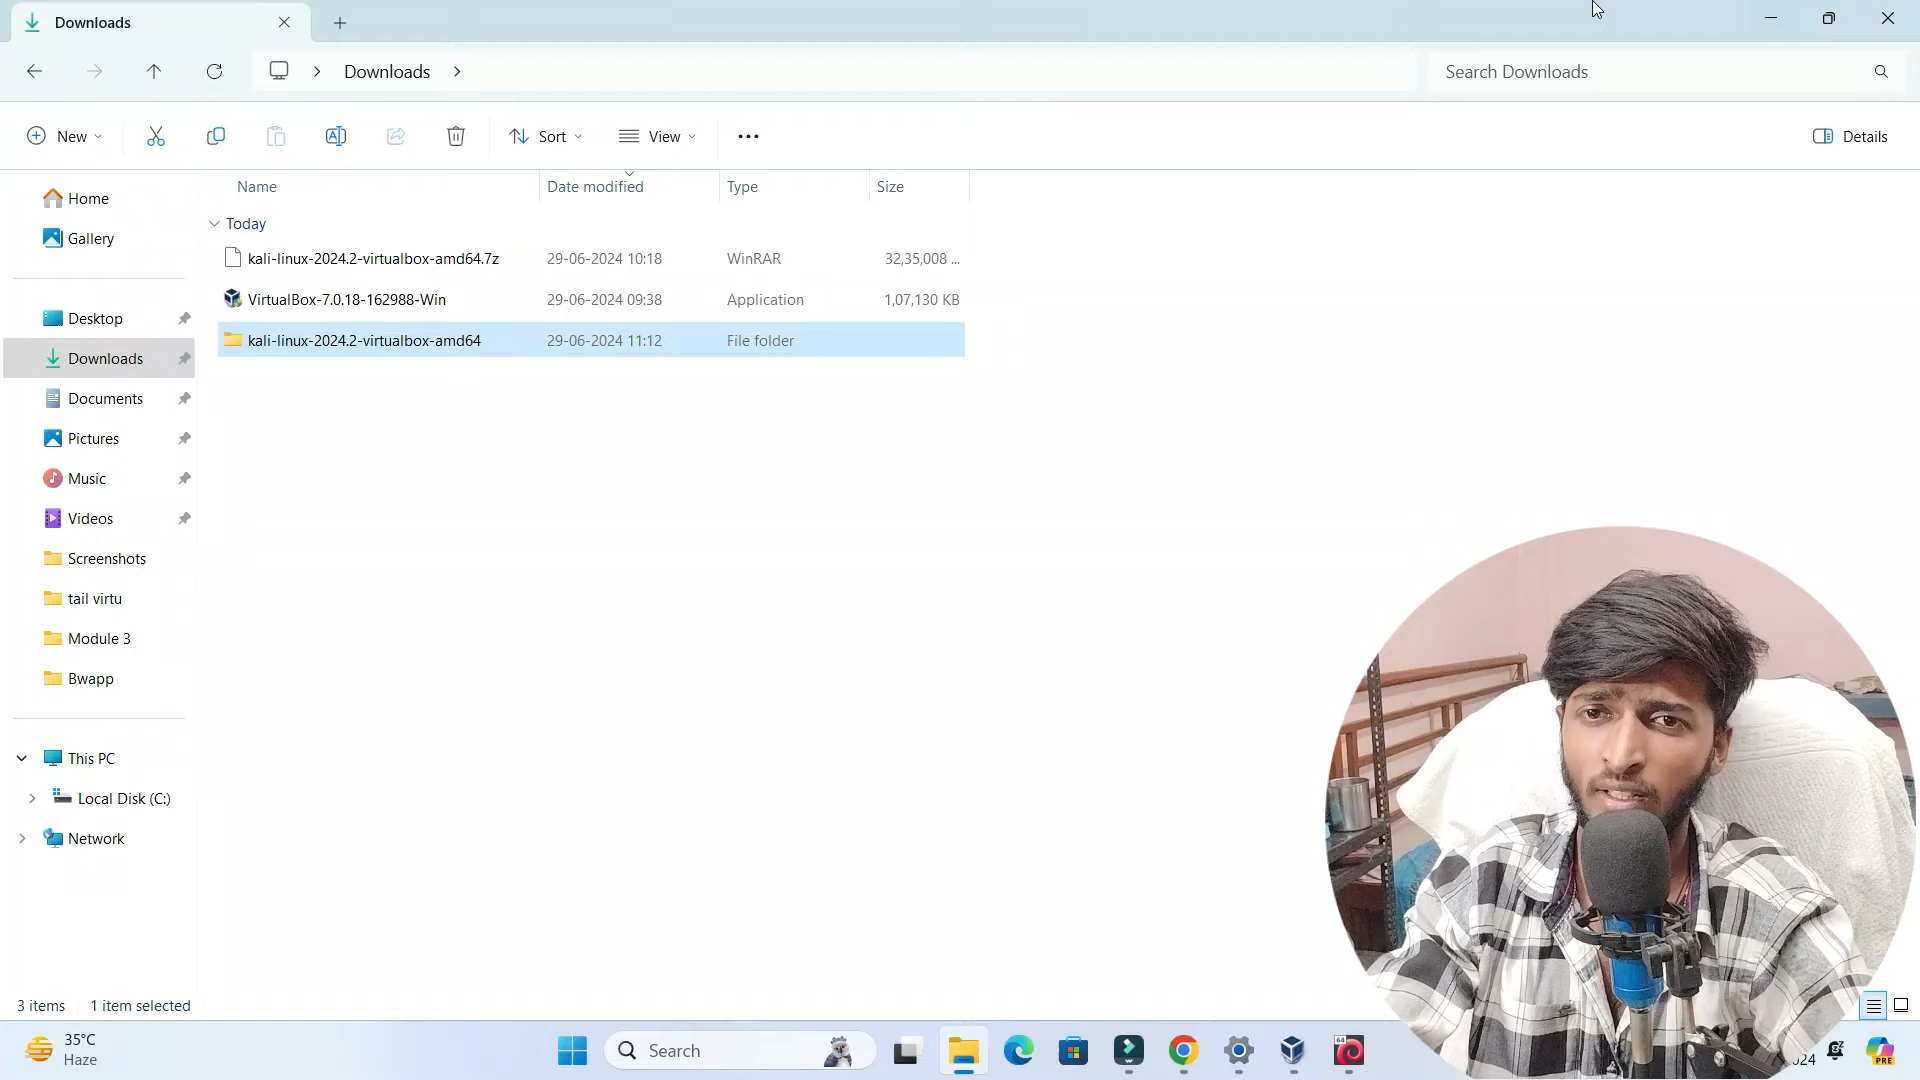 Downloads
Downloads
Search Downloads
New
Sort
View
Details
Name Date modified Type Size
Today
kali-linux-2024.2-virtualbox-amd64.7z 29-06-2024 10:18 WinRAR 32,35,008 ...
VirtualBox-7.0.18-162988-Win 29-06-2024 09:38 Application 1,07,130 KB
kali-linux-2024.2-virtualbox-amd64 29-06-2024 11:12 File folder
Home
Gallery
Desktop
Downloads
Documents
Pictures
Music
Videos
Screenshots
tail virtu
Module 3
Bwapp
This PC
Local Disk (C:)
Network
3 items 1 item selected
35°C
Haze
Search
64
024
PRE